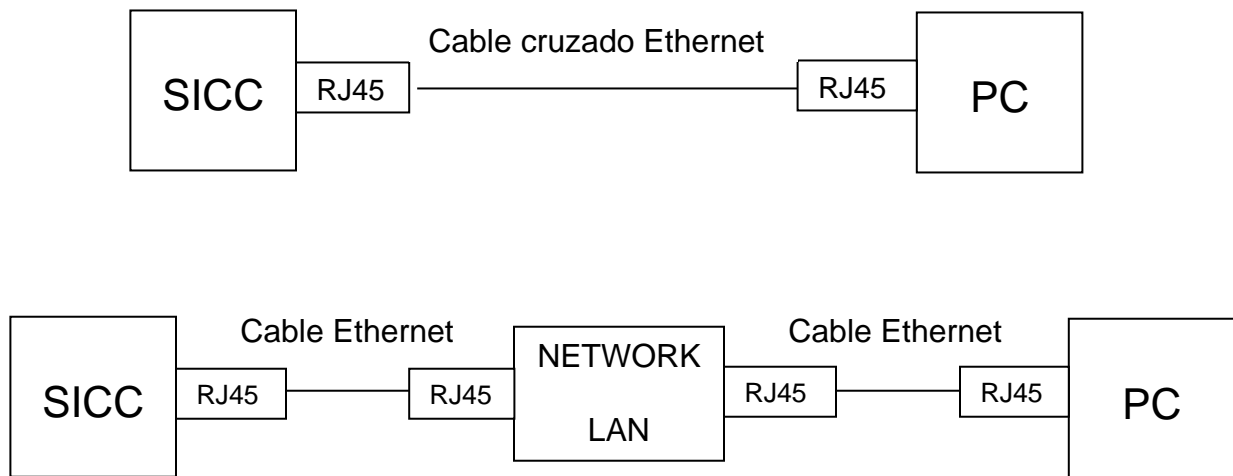 Cable cruzado Ethernet
SICC
RJ45
RJ45
PC
Cable Ethernet
Cable Ethernet
SICC
RJ45
RJ45
NETWORK
LAN
RJ45
RJ45
PC